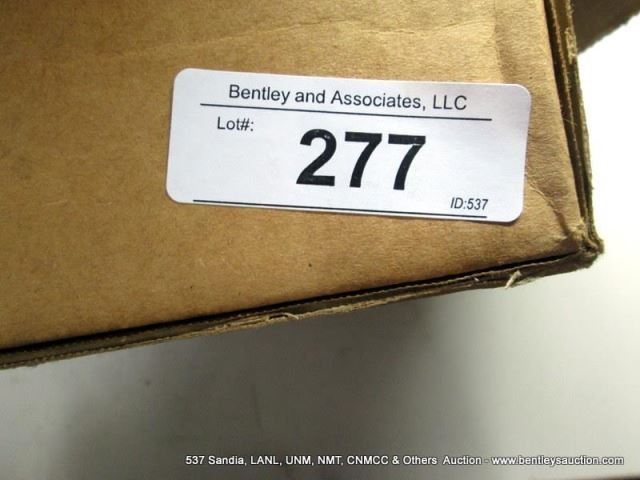 Bentley and Associates, LLC
Lot#:
277
ID:537
537 Sandia, LANL, UNM, NMT, CNMCC & Others Auction - www.bentleysauction.com